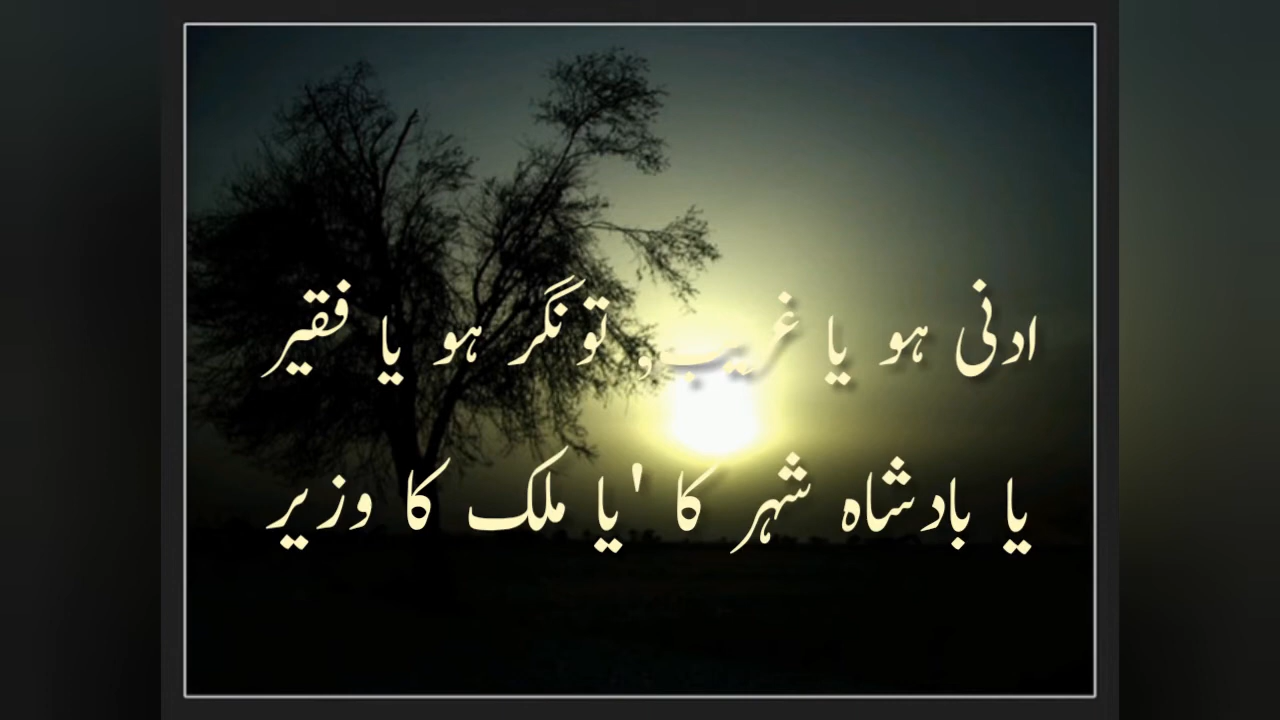 ادنی ہو یا غریب, تونگر ہو یا فقیر
یا بادشاہ شہر کا 'یا ملک کا وزیر